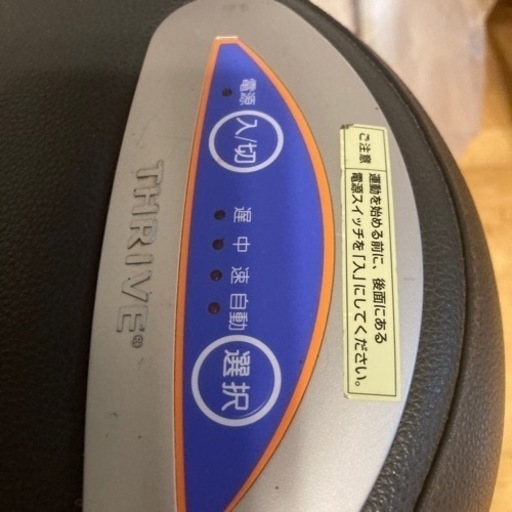 THRIVE®
電源
入/切
遅 中 速 自動
選択
ご注意
運動を始める前に、後面にある
電源スイッチを「入」にしてください。